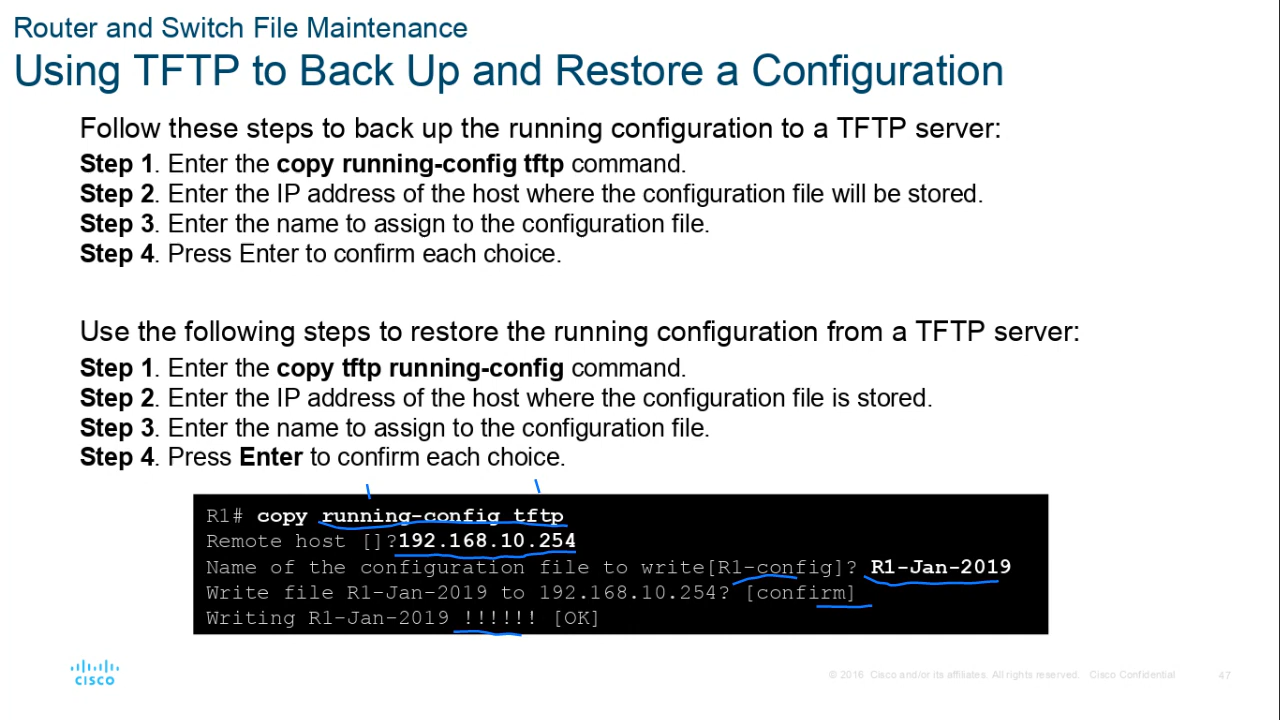 Router and Switch File Maintenance
Using TFTP to Back Up and Restore a Configuration
Follow these steps to back up the running configuration to a TFTP server:
Step 1. Enter the copy running-config tftp command.
Step 2. Enter the IP address of the host where the configuration file will be stored.
Step 3. Enter the name to assign to the configuration file.
Step 4. Press Enter to confirm each choice.
Use the following steps to restore the running configuration from a TFTP server:
Step 1. Enter the copy tftp running-config command.
Step 2. Enter the IP address of the host where the configuration file is stored.
Step 3. Enter the name to assign to the configuration file.
Step 4. Press Enter to confirm each choice.
R1# copy running-config tftp
Remote host []?192.168.10.254
Name of the configuration file to write[R1-config]? R1-Jan-2019
Write file R1-Jan-2019 to 192.168.10.254? [confirm]
Writing R1-Jan-2019 !!!!!! [OK]
CISCO
© 2016 Cisco and/or its affiliates. All rights reserved. Cisco Confidential
47